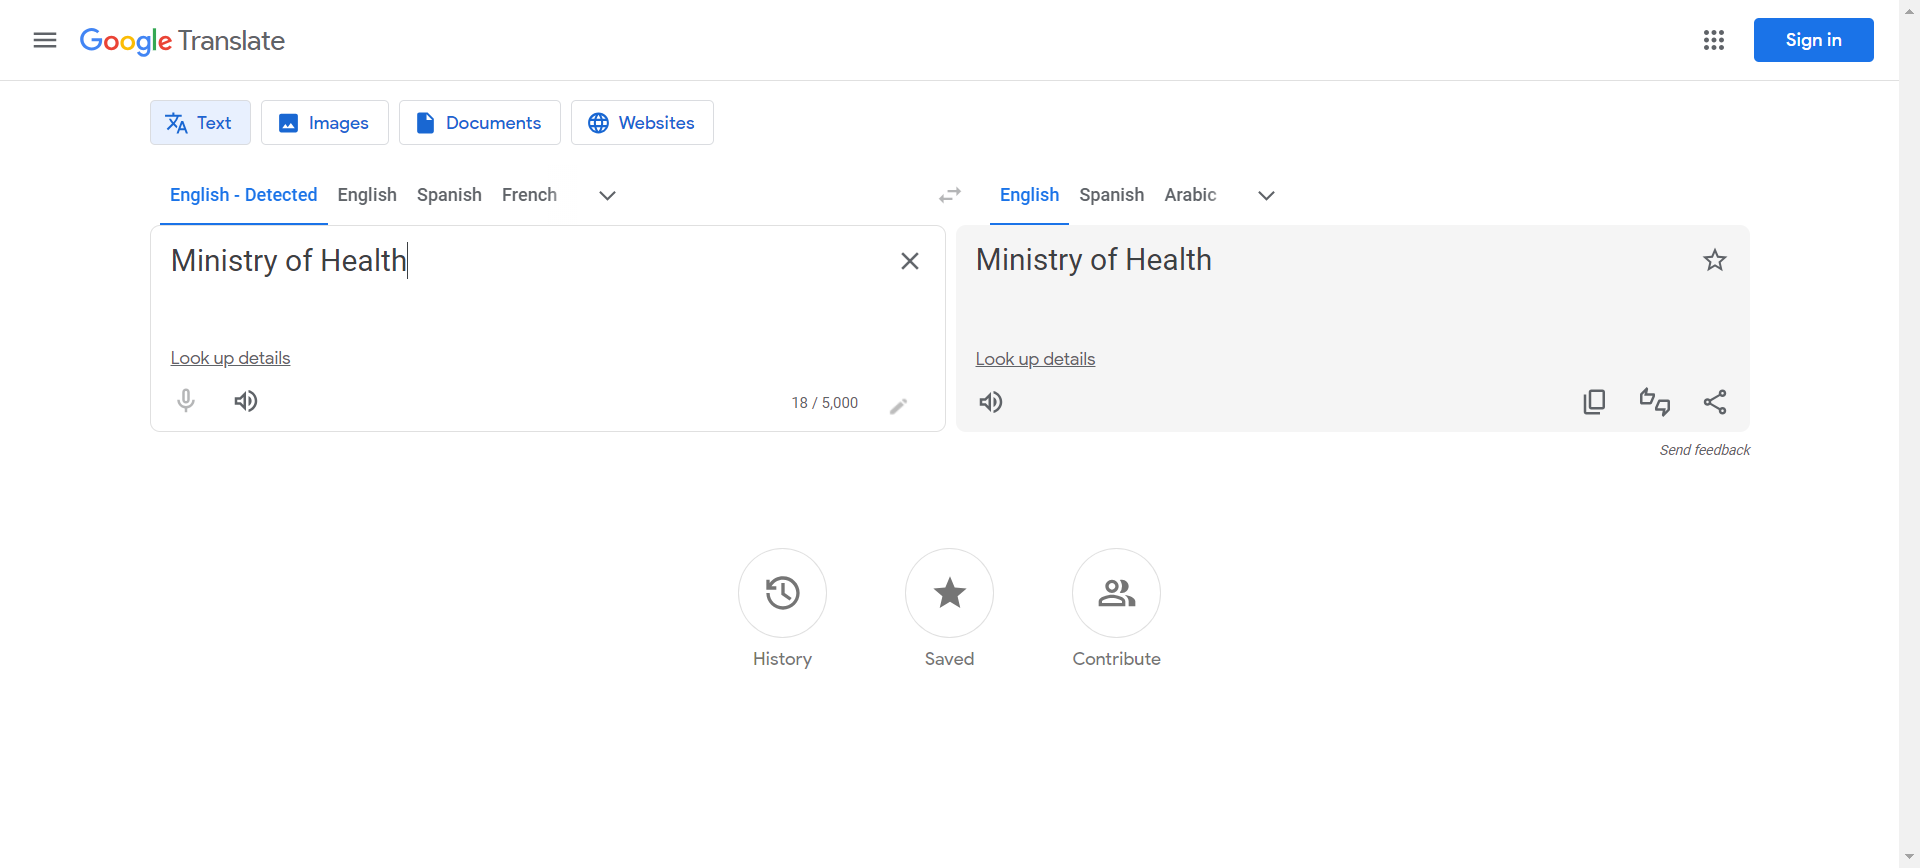 Google Translate
Sign in
Text
Images
Documents
Websites
English - Detected
English
Spanish
French
English
Spanish
Arabic
Ministry of Health
Ministry of Health
Look up details
Look up details
18 / 5,000
Send feedback
History
Saved
Contribute